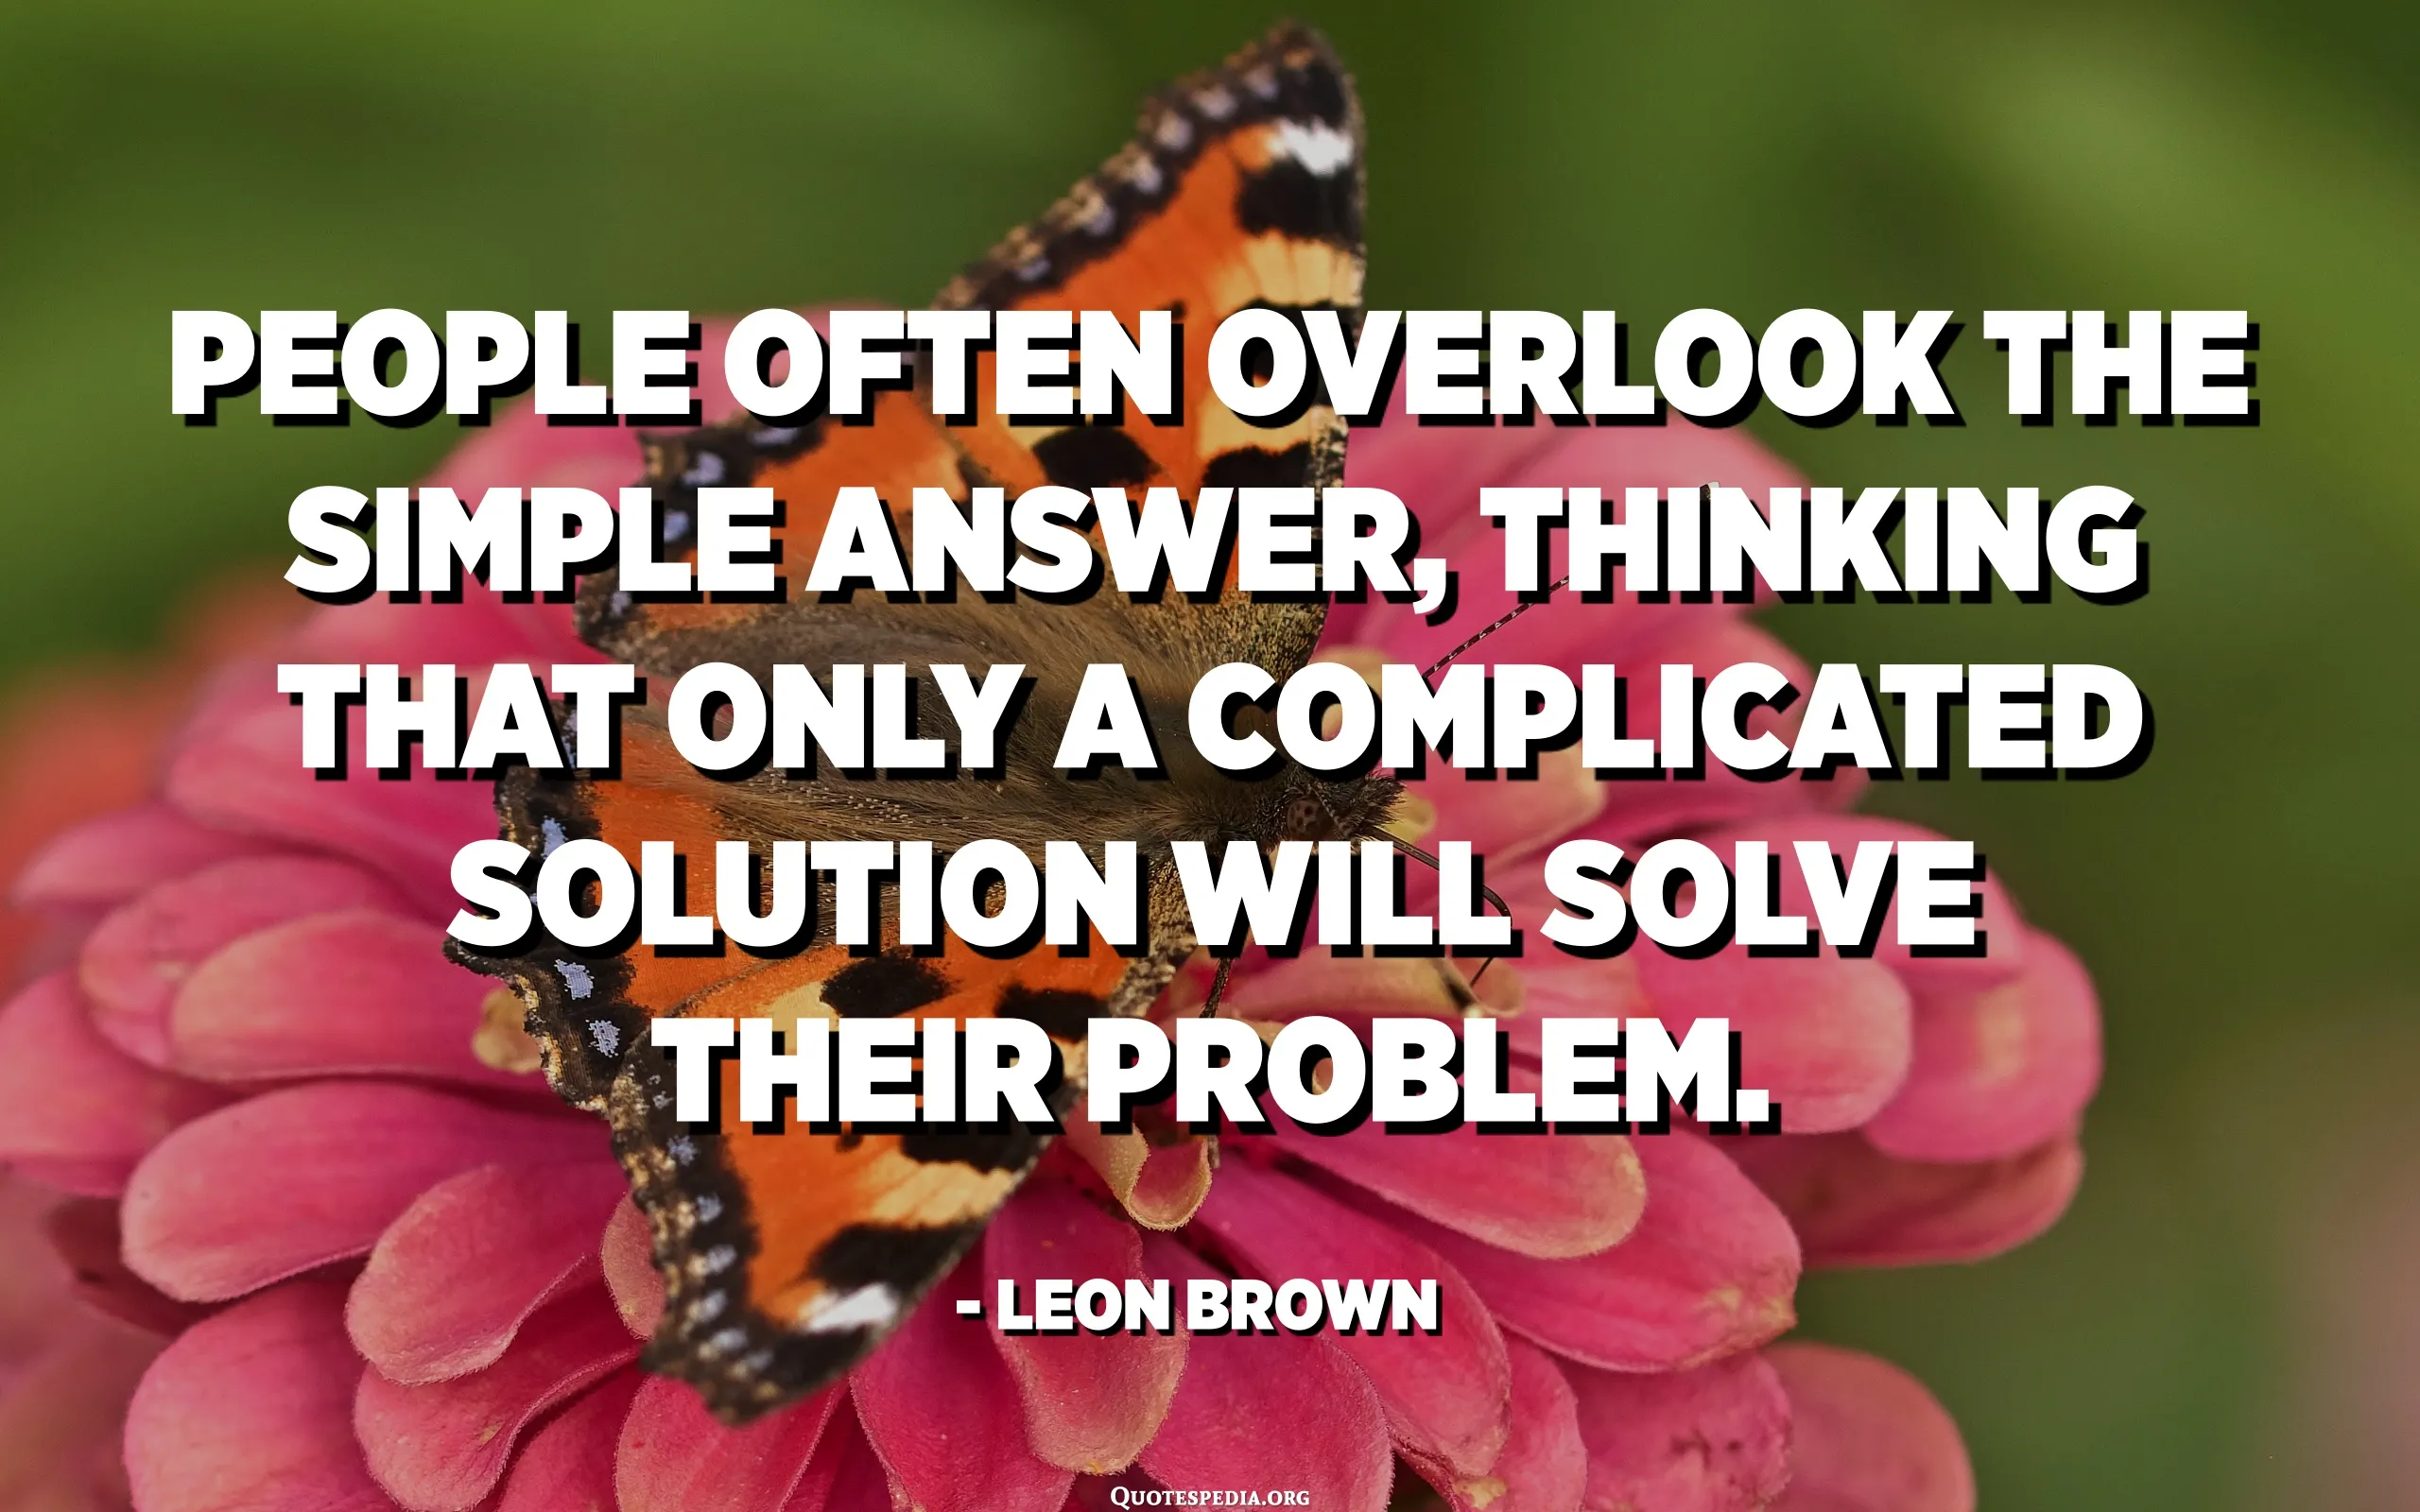 PEOPLE OFTEN OVERLOOK THE
SIMPLE ANSWER, THINKING
THAT ONLY A COMPLICATED
SOLUTION WILL SOLVE
THEIR PROBLEM.
- LEON BROWN
QUOTESPEDIA.ORG